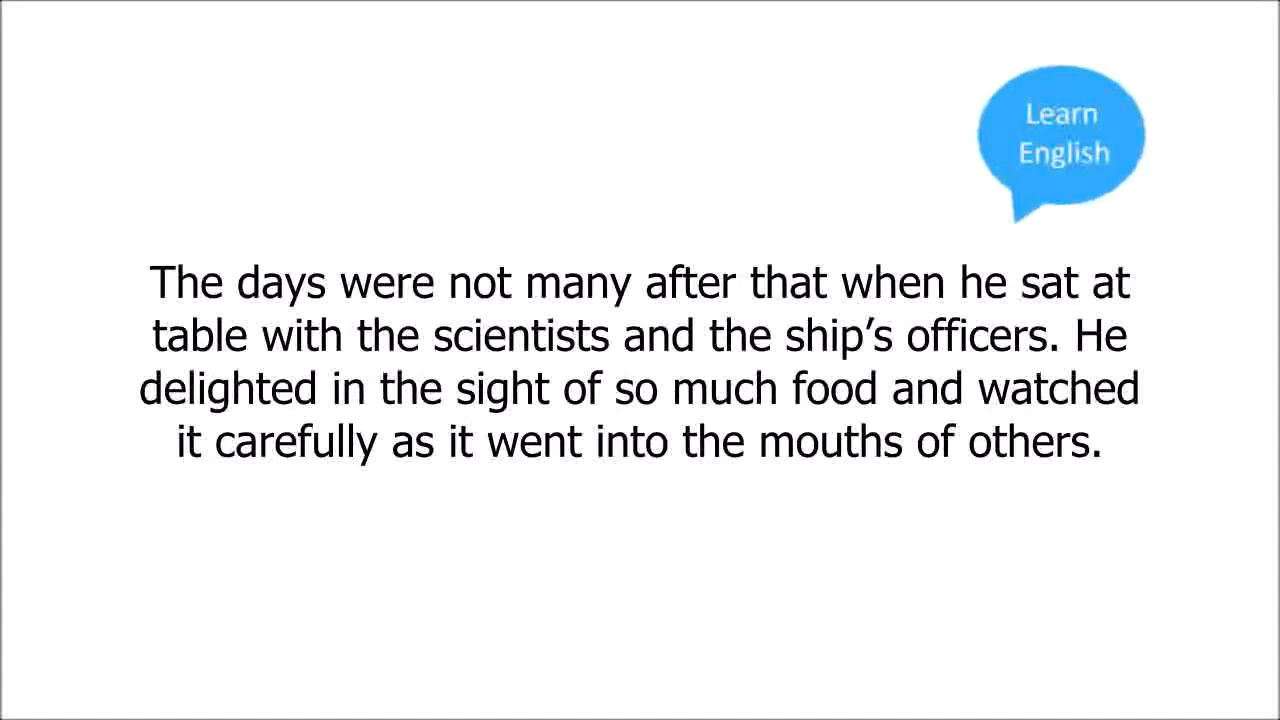 Learn
English
The days were not many after that when he sat at
table with the scientists and the ship’s officers. He
delighted in the sight of so much food and watched
it carefully as it went into the mouths of others.